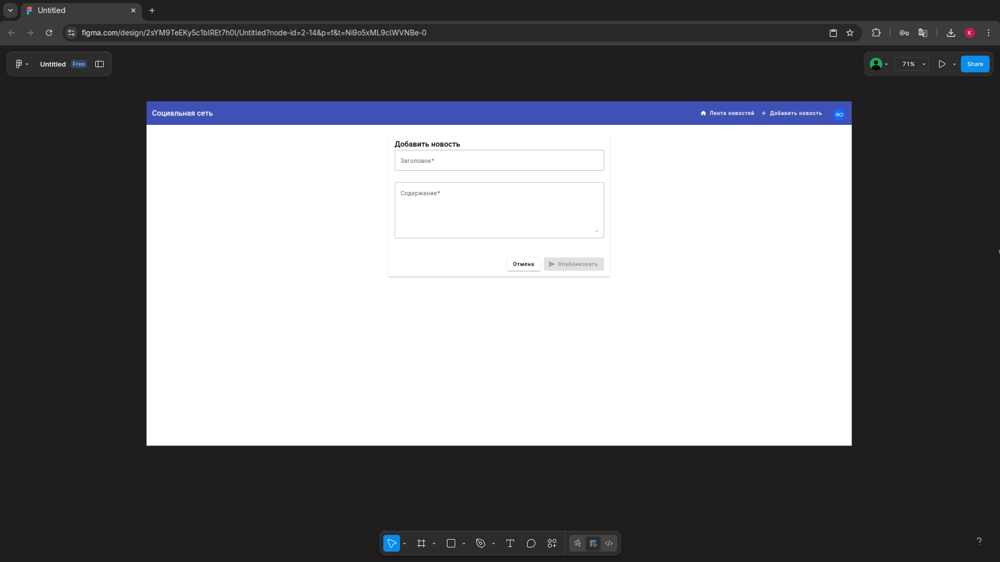 Untitled
figma.com/design/2sYM9TeEKy5c1blREt7h0l/Untitled?node-id=2-14&p=f&t=Ni9o5xML9clWVNBe-0
K
Untitled Free
71% Share
Социальная сеть
Лента новостей + Добавить новость ФО
Добавить новость
Заголовок*
Содержание*
Отмена Опубликовать